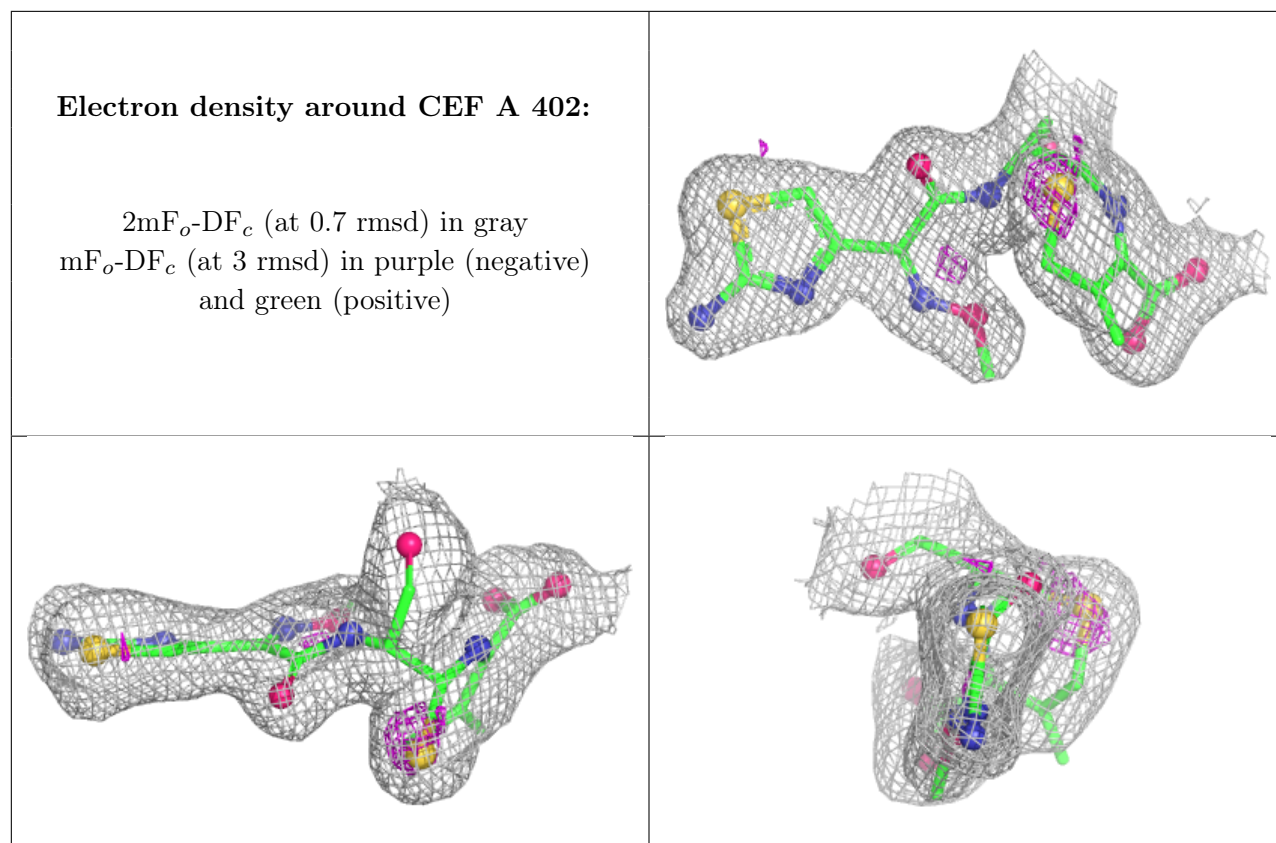 Electron density around CEF A 402:
2mFo-DFc (at 0.7 rmsd) in gray
mFo-DFc (at 3 rmsd) in purple (negative)
and green (positive)